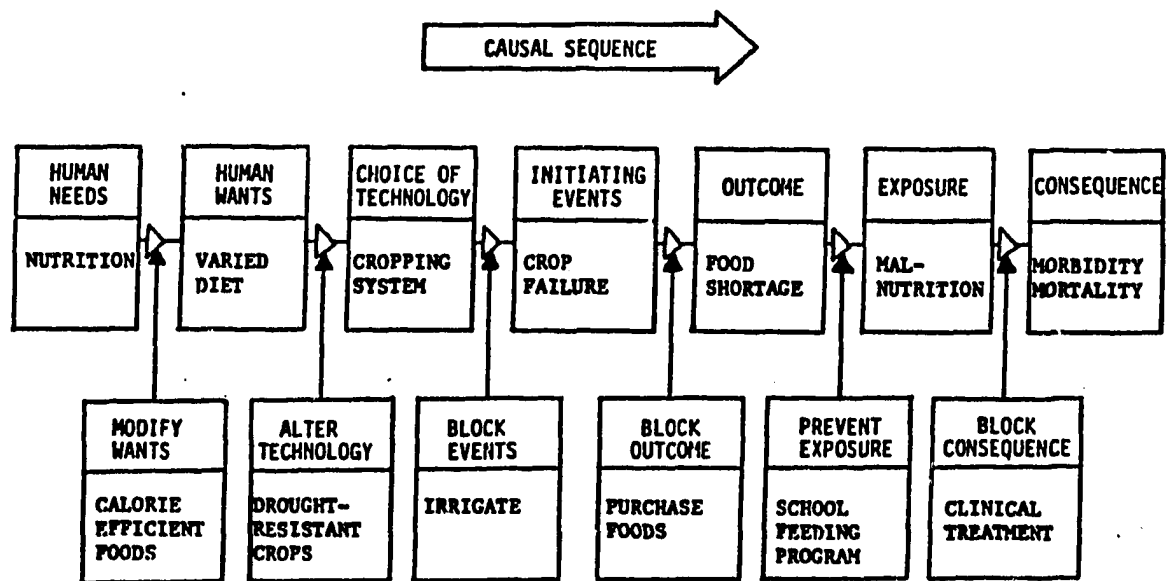 CAUSAL SEQUENCE
HUMAN
NEEDS
NUTRITION
HUMAN
WANTS
VARIED
DIET
CHOICE OF
TECHNOLOGY
CROPPING
SYSTEM
INITIATING
EVENTS
CROP
FAILURE
OUTCOME
FOOD
SHORTAGE
EXPOSURE
MAL-
NUTRITION
CONSEQUENCE
MORBIDITY
MORTALITY
MODIFY
WANTS
CALORIE
EFFICIENT
FOODS
ALTER
TECHNOLOGY
DROUGHT-
RESISTANT
CROPS
BLOCK
EVENTS
IRRIGATE
BLOCK
OUTCOME
PURCHASE
FOODS
PREVENT
EXPOSURE
SCHOOL
FEEDING
PROGRAM
BLOCK
CONSEQUENCE
CLINICAL
TREATMENT